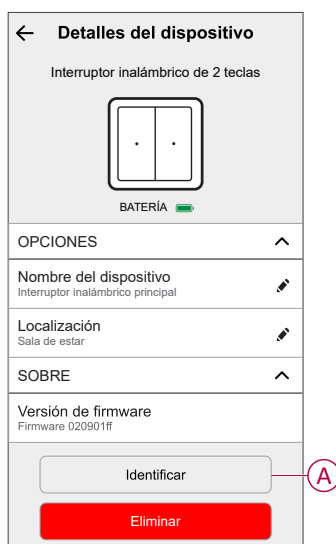 Detalles del dispositivo
Interruptor inalámbrico de 2 teclas
BATERÍA
OPCIONES
Nombre del dispositivo
Interruptor inalámbrico principal
Localización
Sala de estar
SOBRE
Versión de firmware
Firmware 020901ff
Identificar
A
Eliminar